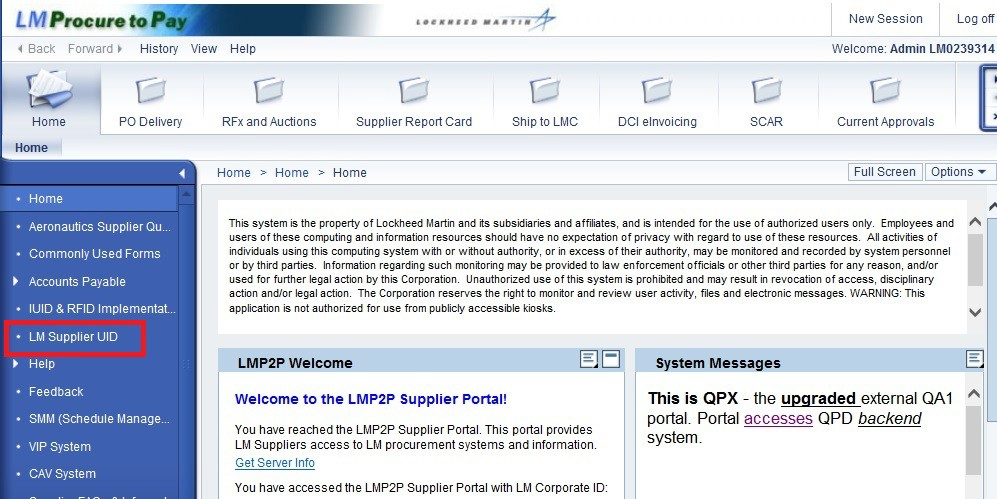 LM Procure to Pay
LOCKHEED MARTIN
New Session
Log off
Back Forward History View Help
Welcome: Admin LM0239314
Home
PO Delivery
RFx and Auctions
Supplier Report Card
Ship to LMC
DCI eInvoicing
SCAR
Current Approvals
Home
Home > Home > Home
Full Screen
Options
Home
Aeronautics Supplier Qu...
Commonly Used Forms
Accounts Payable
IUID & RFID Implementat...
LM Supplier UID
Help
Feedback
SMM (Schedule Manage...
VIP System
CAV System
This system is the property of Lockheed Martin and its subsidiaries and affiliates, and is intended for the use of authorized users only. Employees and
users of these computing and information resources should have no expectation of privacy with regard to use of these resources. All activities of
individuals using this computing system with or without authority, or in excess of their authority, may be monitored and recorded by system personnel
or by third parties. Information regarding such monitoring may be provided to law enforcement officials or other third parties for any reason, and/or
used for further legal action by this Corporation. Unauthorized use of this system is prohibited and may result in revocation of access, disciplinary
action and/or legal action. The Corporation reserves the right to monitor and review user activity, files and electronic messages. WARNING: This
application is not authorized for use from publicly accessible kiosks.
LMP2P Welcome
Welcome to the LMP2P Supplier Portal!
You have reached the LMP2P Supplier Portal. This portal provides
LM Suppliers access to LM procurement systems and information.
Get Server Info
You have accessed the LMP2P Supplier Portal with LM Corporate ID:
System Messages
This is QPX - the upgraded external QA1
portal. Portal accesses QPD backend
system.